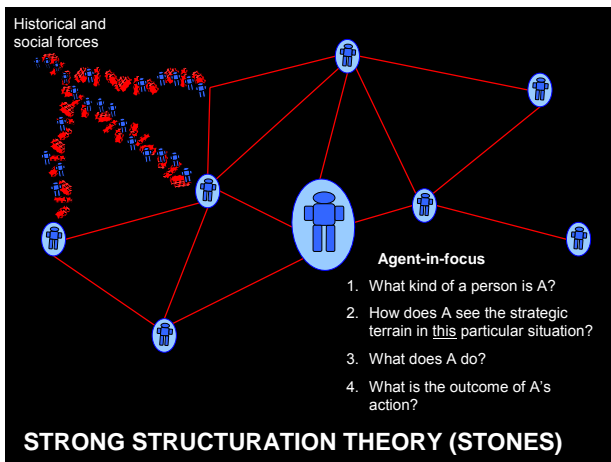 Historical and
social forces
Agent-in-focus
1. What kind of a person is A?
2. How does A see the strategic
terrain in this particular situation?
3. What does A do?
4. What is the outcome of A's
action?
STRONG STRUCTURATION THEORY (STONES)